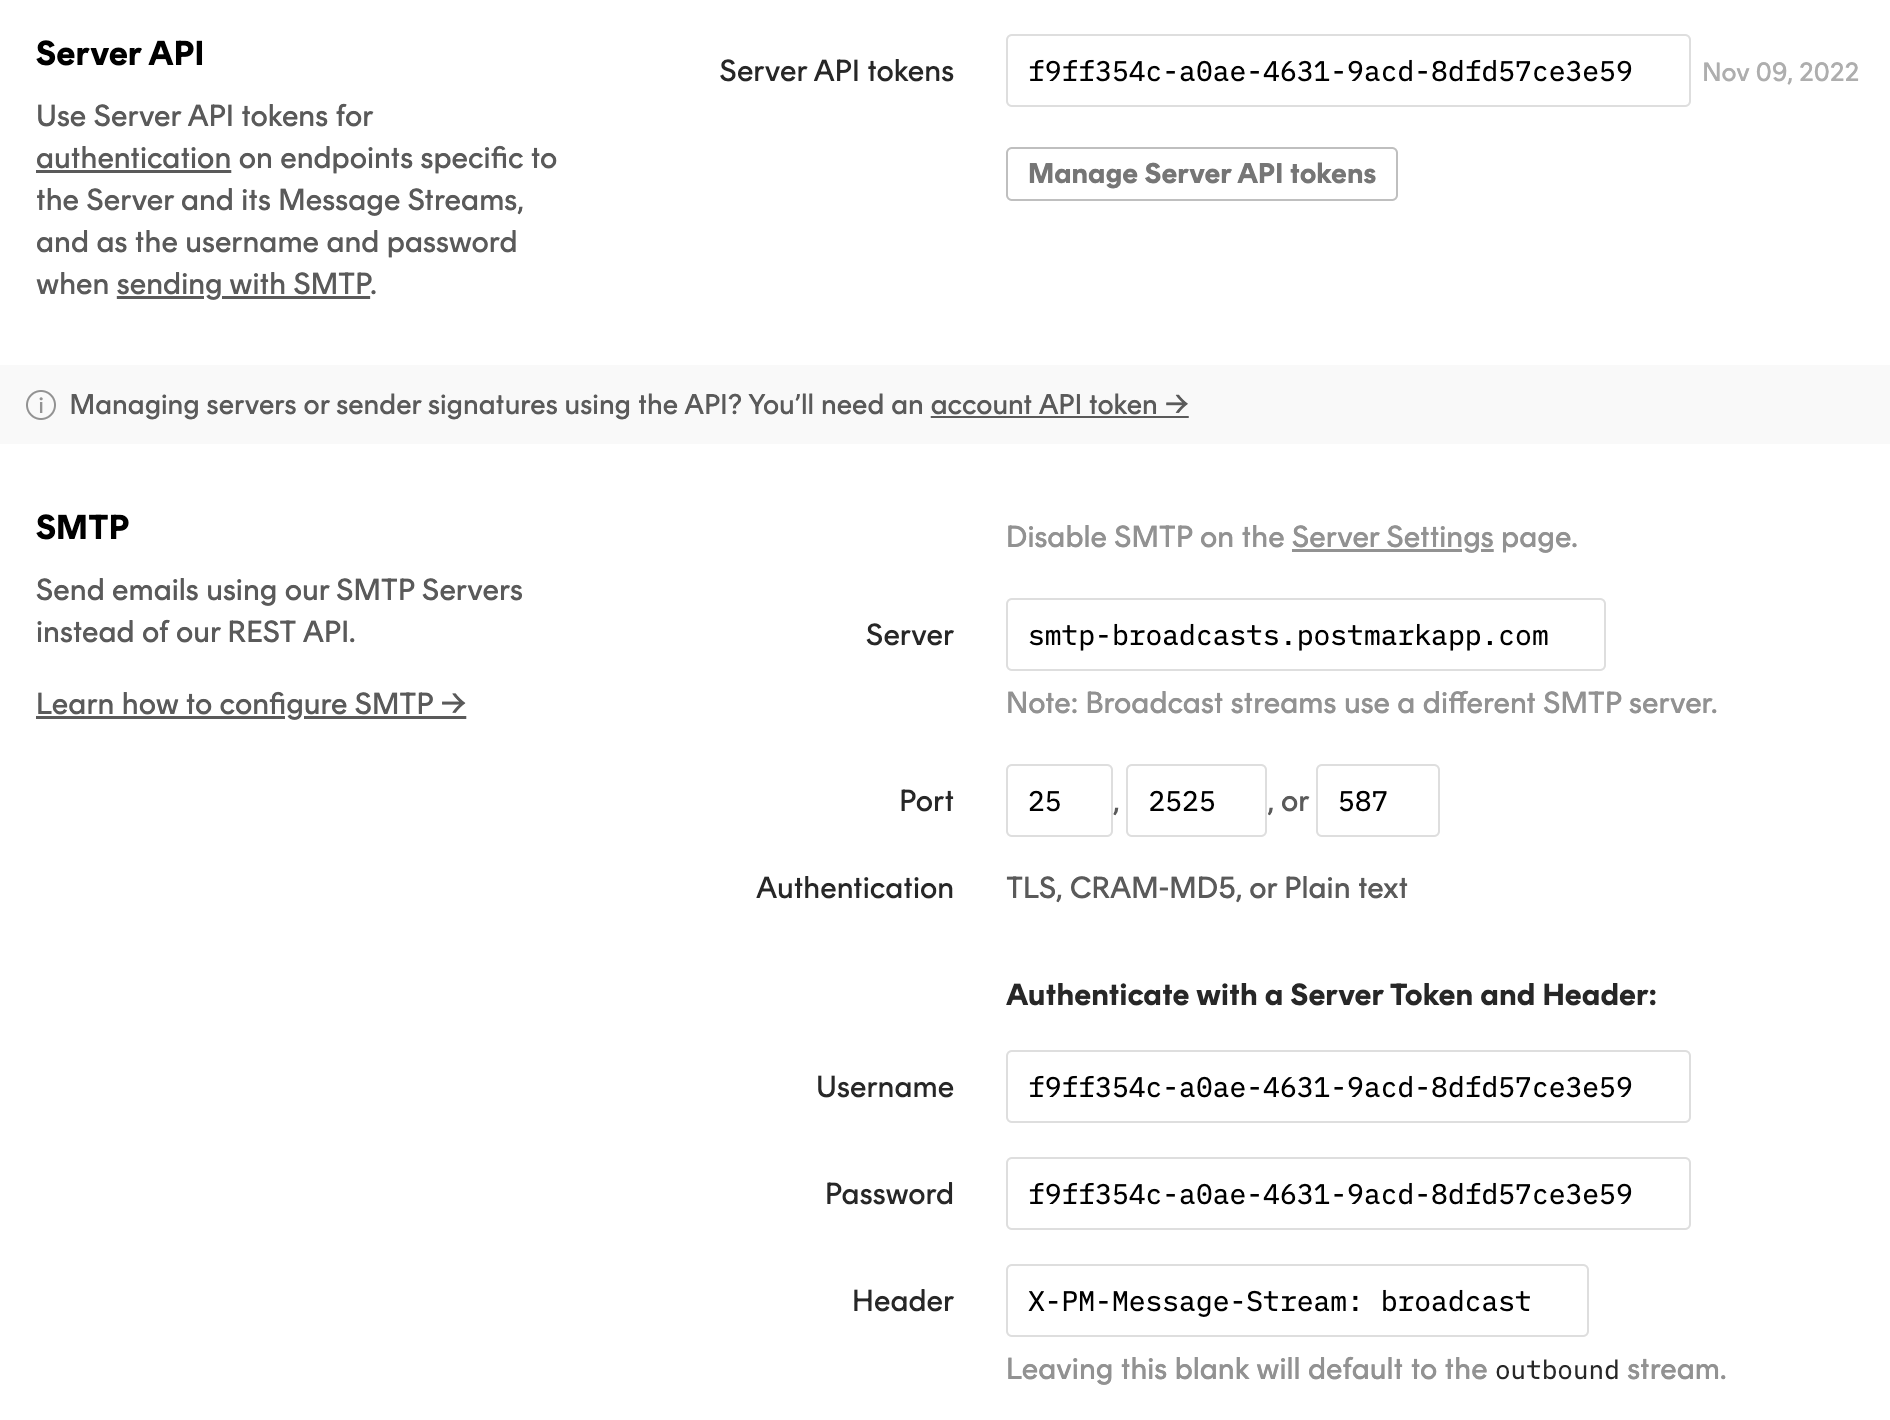 Server API
Use Server API tokens for
authentication on endpoints specific to
the Server and its Message Streams,
and as the username and password
when sending with SMTP.
Server API tokens
f9ff354c-a0ae-4631-9acd-8dfd57ce3e59
Nov 09, 2022
Manage Server API tokens
Managing servers or sender signatures using the API? You’ll need an account API token →
SMTP
Send emails using our SMTP Servers
instead of our REST API.
Learn how to configure SMTP →
Disable SMTP on the Server Settings page.
Server
smtp-broadcasts.postmarkapp.com
Note: Broadcast streams use a different SMTP server.
Port 25, 2525, or 587
Authentication TLS, CRAM-MD5, or Plain text
Authenticate with a Server Token and Header:
Username f9ff354c-a0ae-4631-9acd-8dfd57ce3e59
Password f9ff354c-a0ae-4631-9acd-8dfd57ce3e59
Header X-PM-Message-Stream: broadcast
Leaving this blank will default to the outbound stream.